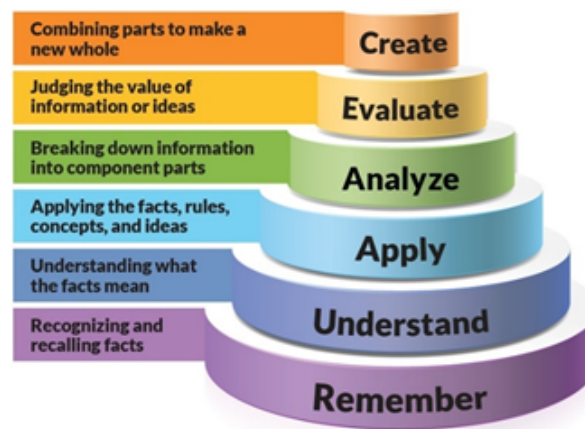 Combining parts to make a
new whole
Create
Judging the value of
information or ideas
Evaluate
Breaking down information
into component parts
Analyze
Applying the facts, rules,
concepts, and ideas
Apply
Understanding what
the facts mean
Understand
Recognizing and
recalling facts
Remember